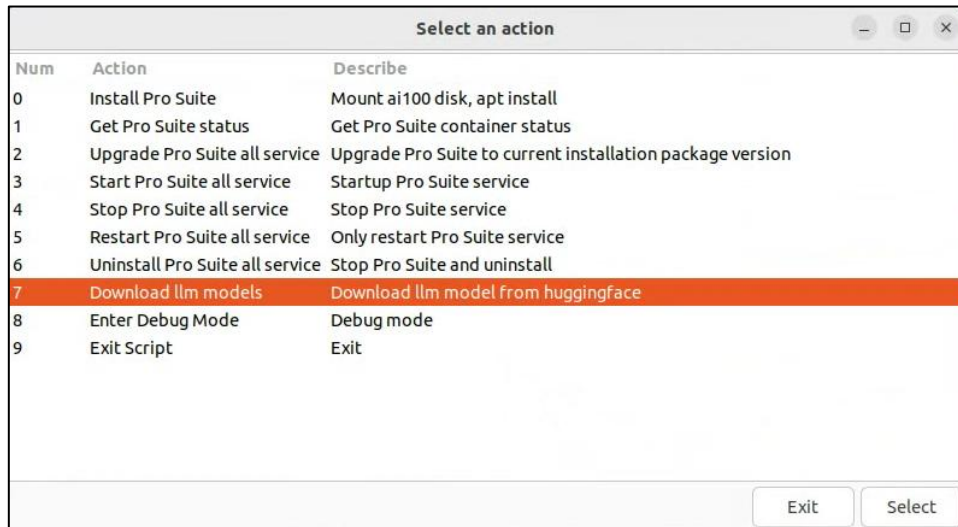 Select an action
Num Action Describe
0 Install Pro Suite Mount ai100 disk, apt install
1 Get Pro Suite status Get Pro Suite container status
2 Upgrade Pro Suite all service Upgrade Pro Suite to current installation package version
3 Start Pro Suite all service Startup Pro Suite service
4 Stop Pro Suite all service Stop Pro Suite service
5 Restart Pro Suite all service Only restart Pro Suite service
6 Uninstall Pro Suite all service Stop Pro Suite and uninstall
7 Download llm models Download llm model from huggingface
8 Enter Debug Mode Debug mode
9 Exit Script Exit
Exit Select